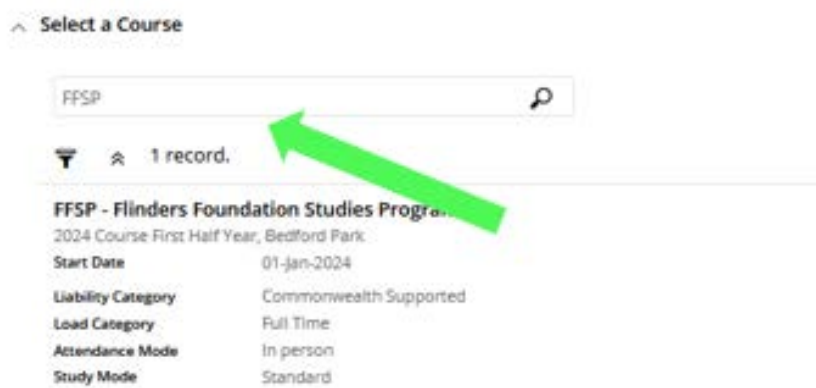 Select a Course
FFSP
1 record.
FFSP - Flinders Foundation Studies
2024 Course First Half Year, Bedford Park
Start Date 01-Jan-2024
Liability Category Commonwealth Supported
Load Category Full Time
Attendance Mode In person
Study Mode Standard